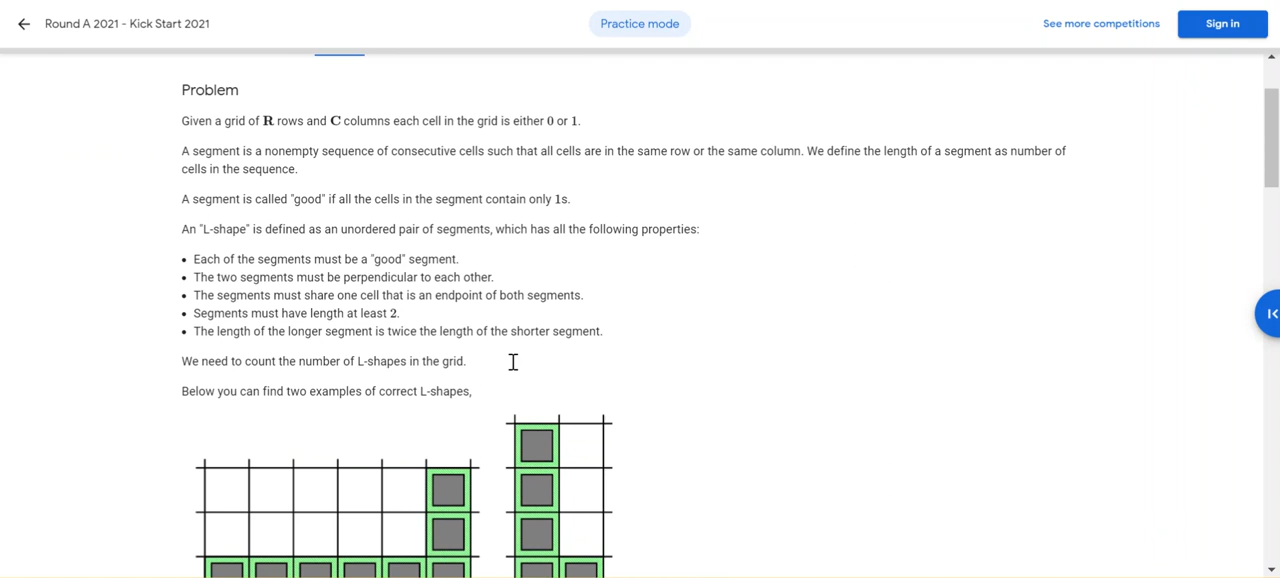 Round A 2021 - Kick Start 2021
Practice mode
See more competitions
Sign in
Problem
Given a grid of R rows and C columns each cell in the grid is either 0 or 1.
A segment is a nonempty sequence of consecutive cells such that all cells are in the same row or the same column. We define the length of a segment as number of
cells in the sequence.
A segment is called "good" if all the cells in the segment contain only 1s.
An "L-shape" is defined as an unordered pair of segments, which has all the following properties:
• Each of the segments must be a "good" segment.
• The two segments must be perpendicular to each other.
• The segments must share one cell that is an endpoint of both segments.
• Segments must have length at least 2.
• The length of the longer segment is twice the length of the shorter segment.
We need to count the number of L-shapes in the grid.
Below you can find two examples of correct L-shapes,